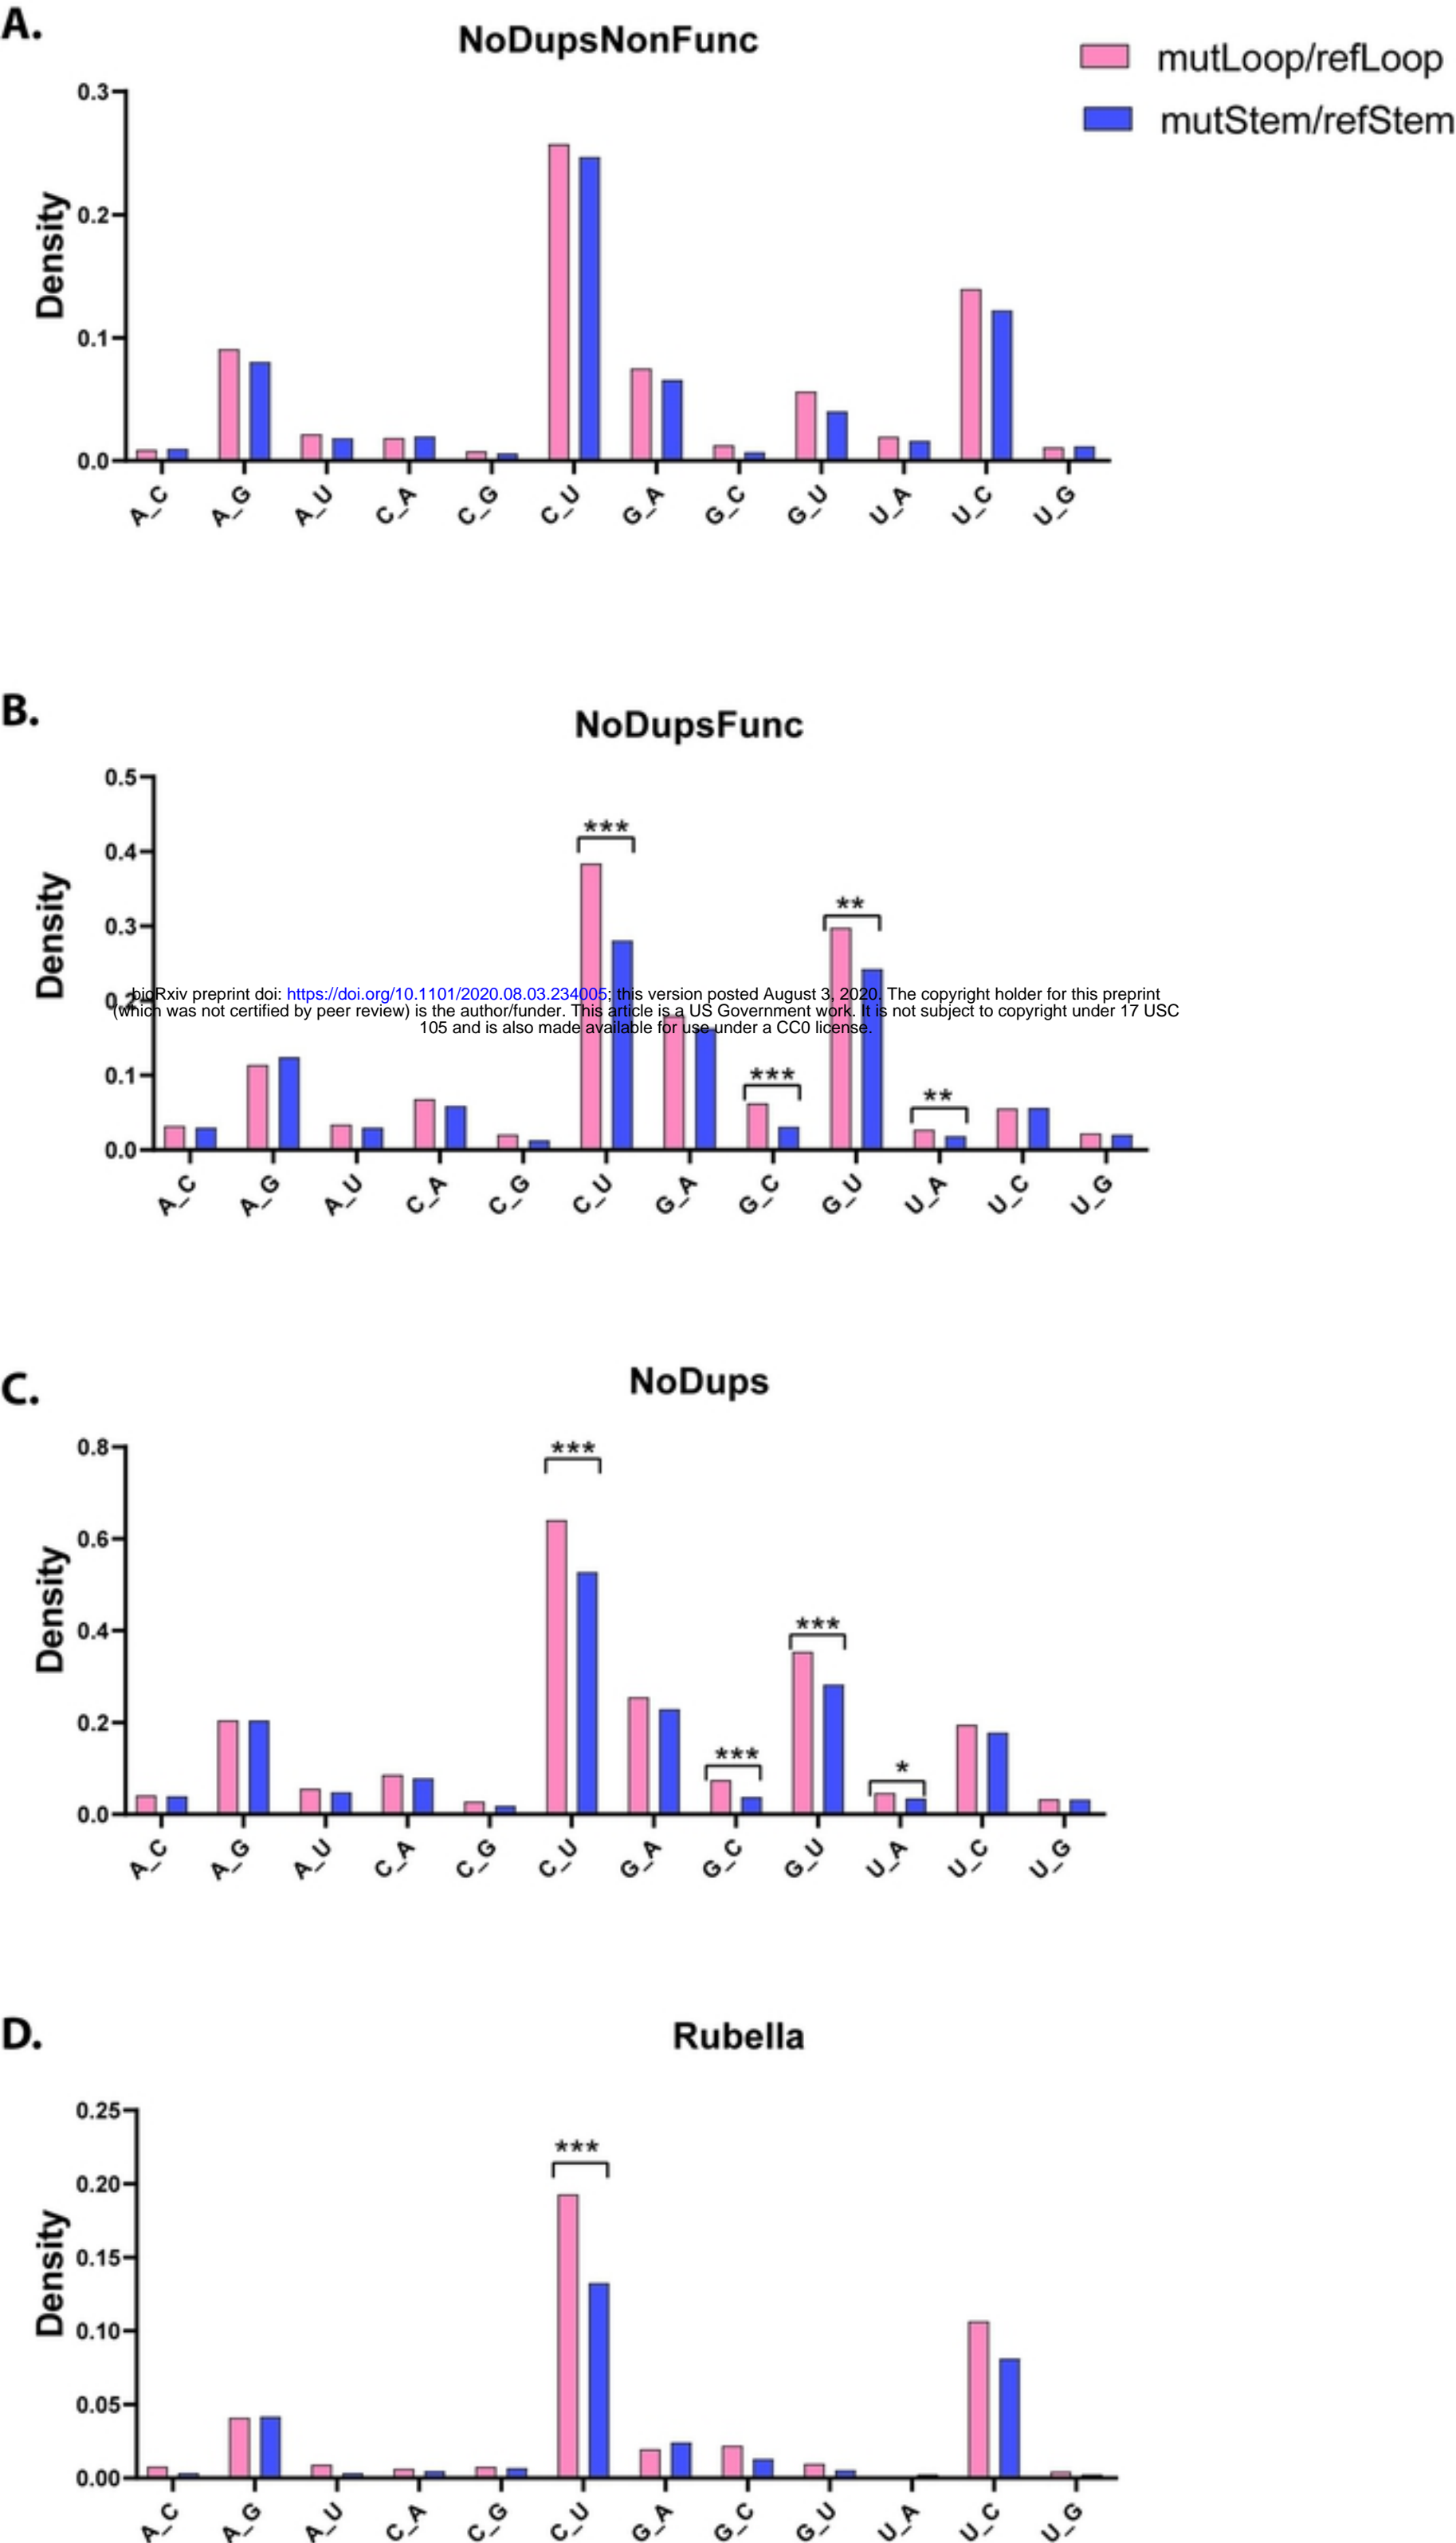 A.
NoDupsNonFunc
mutLoop/refLoop
mutStem/refStem
Density
0.3
0.2
0.1
0.0
A_C A_G A_U C_A C_G C_U G_A G_C G_U U_A U_C U_G
B.
NoDupsFunc
Density
0.5
0.4
0.3
0.2
0.1
0.0
***
**
***
**
bioRxiv preprint doi: https://doi.org/10.1101/2020.08.03.234005; this version posted August 3, 2020. The copyright holder for this preprint
(which was not certified by peer review) is the author/funder. This article is a US Government work. It is not subject to copyright under 17 USC
105 and is also made available for use under a CC0 license.
A_C A_G A_U C_A C_G C_U G_A G_C G_U U_A U_C U_G
C.
NoDups
Density
0.8
0.6
0.4
0.2
0.0
***
***
***
*
A_C A_G A_U C_A C_G C_U G_A G_C G_U U_A U_C U_G
D.
Rubella
Density
0.25
0.20
0.15
0.10
0.05
0.00
***
A_C A_G A_U C_A C_G C_U G_A G_C G_U U_A U_C U_G